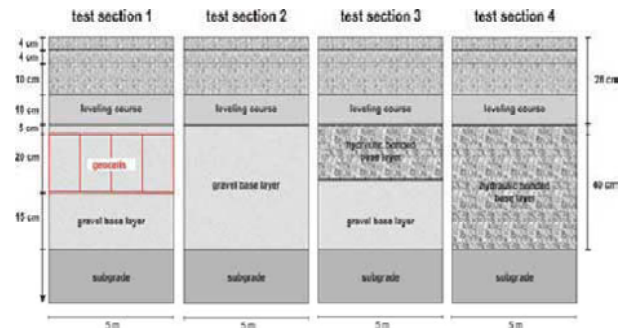 test section 1
test section 2
test section 3
test section 4
4 cm
4 cm
10 cm
10 cm
5 cm
20 cm
15 cm
28 cm
40 cm
leveling course
leveling course
leveling course
leveling course
geocells
gravel base layer
gravel base layer
hydraulic bonded
base layer
gravel base layer
hydraulic bonded
base layer
subgrade
subgrade
subgrade
subgrade
5 m
5 m
5 m
5 m